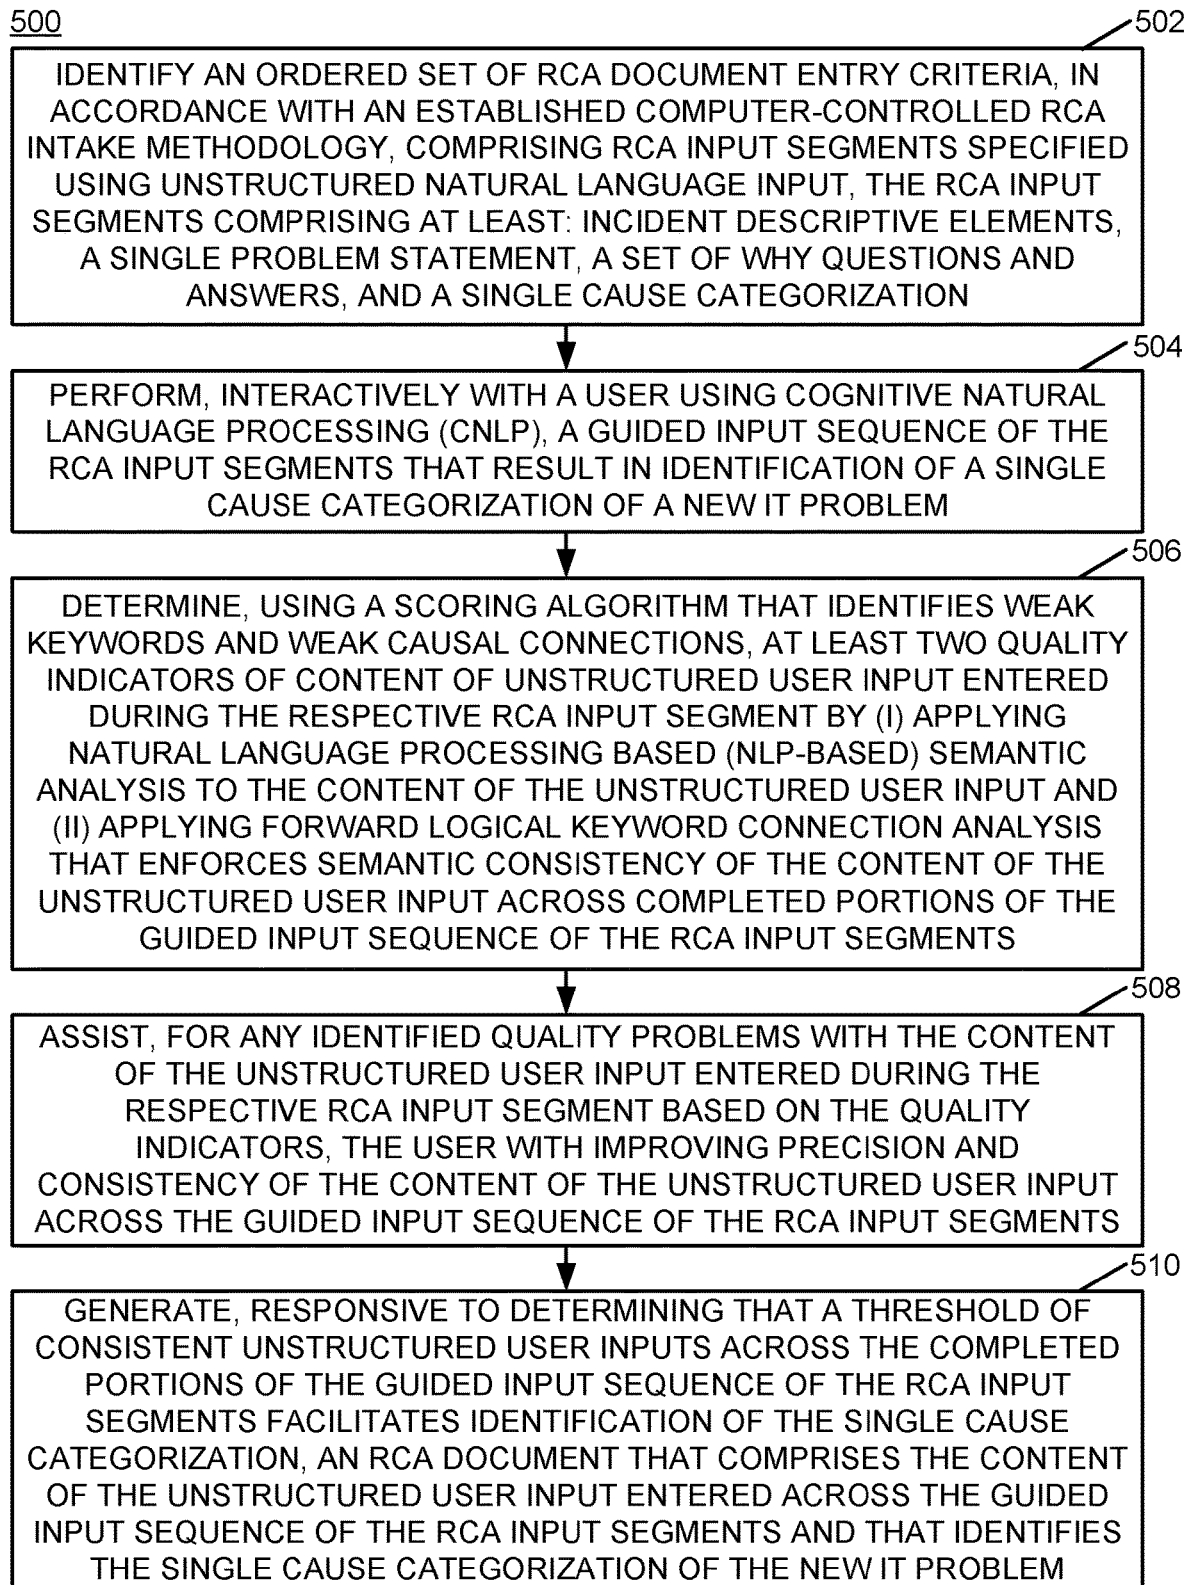 500
502
IDENTIFY AN ORDERED SET OF RCA DOCUMENT ENTRY CRITERIA, IN
ACCORDANCE WITH AN ESTABLISHED COMPUTER-CONTROLLED RCA
INTAKE METHODOLOGY, COMPRISING RCA INPUT SEGMENTS SPECIFIED
USING UNSTRUCTURED NATURAL LANGUAGE INPUT, THE RCA INPUT
SEGMENTS COMPRISING AT LEAST: INCIDENT DESCRIPTIVE ELEMENTS,
A SINGLE PROBLEM STATEMENT, A SET OF WHY QUESTIONS AND
ANSWERS, AND A SINGLE CAUSE CATEGORIZATION
504
PERFORM, INTERACTIVELY WITH A USER USING COGNITIVE NATURAL
LANGUAGE PROCESSING (CNLP), A GUIDED INPUT SEQUENCE OF THE
RCA INPUT SEGMENTS THAT RESULT IN IDENTIFICATION OF A SINGLE
CAUSE CATEGORIZATION OF A NEW IT PROBLEM
506
DETERMINE, USING A SCORING ALGORITHM THAT IDENTIFIES WEAK
KEYWORDS AND WEAK CAUSAL CONNECTIONS, AT LEAST TWO QUALITY
INDICATORS OF CONTENT OF UNSTRUCTURED USER INPUT ENTERED
DURING THE RESPECTIVE RCA INPUT SEGMENT BY (I) APPLYING
NATURAL LANGUAGE PROCESSING BASED (NLP-BASED) SEMANTIC
ANALYSIS TO THE CONTENT OF THE UNSTRUCTURED USER INPUT AND
(II) APPLYING FORWARD LOGICAL KEYWORD CONNECTION ANALYSIS
THAT ENFORCES SEMANTIC CONSISTENCY OF THE CONTENT OF THE
UNSTRUCTURED USER INPUT ACROSS COMPLETED PORTIONS OF THE
GUIDED INPUT SEQUENCE OF THE RCA INPUT SEGMENTS
508
ASSIST, FOR ANY IDENTIFIED QUALITY PROBLEMS WITH THE CONTENT
OF THE UNSTRUCTURED USER INPUT ENTERED DURING THE
RESPECTIVE RCA INPUT SEGMENT BASED ON THE QUALITY
INDICATORS, THE USER WITH IMPROVING PRECISION AND
CONSISTENCY OF THE CONTENT OF THE UNSTRUCTURED USER INPUT
ACROSS THE GUIDED INPUT SEQUENCE OF THE RCA INPUT SEGMENTS
510
GENERATE, RESPONSIVE TO DETERMINING THAT A THRESHOLD OF
CONSISTENT UNSTRUCTURED USER INPUTS ACROSS THE COMPLETED
PORTIONS OF THE GUIDED INPUT SEQUENCE OF THE RCA INPUT
SEGMENTS FACILITATES IDENTIFICATION OF THE SINGLE CAUSE
CATEGORIZATION, AN RCA DOCUMENT THAT COMPRISES THE CONTENT
OF THE UNSTRUCTURED USER INPUT ENTERED ACROSS THE GUIDED
INPUT SEQUENCE OF THE RCA INPUT SEGMENTS AND THAT IDENTIFIES
THE SINGLE CAUSE CATEGORIZATION OF THE NEW IT PROBLEM